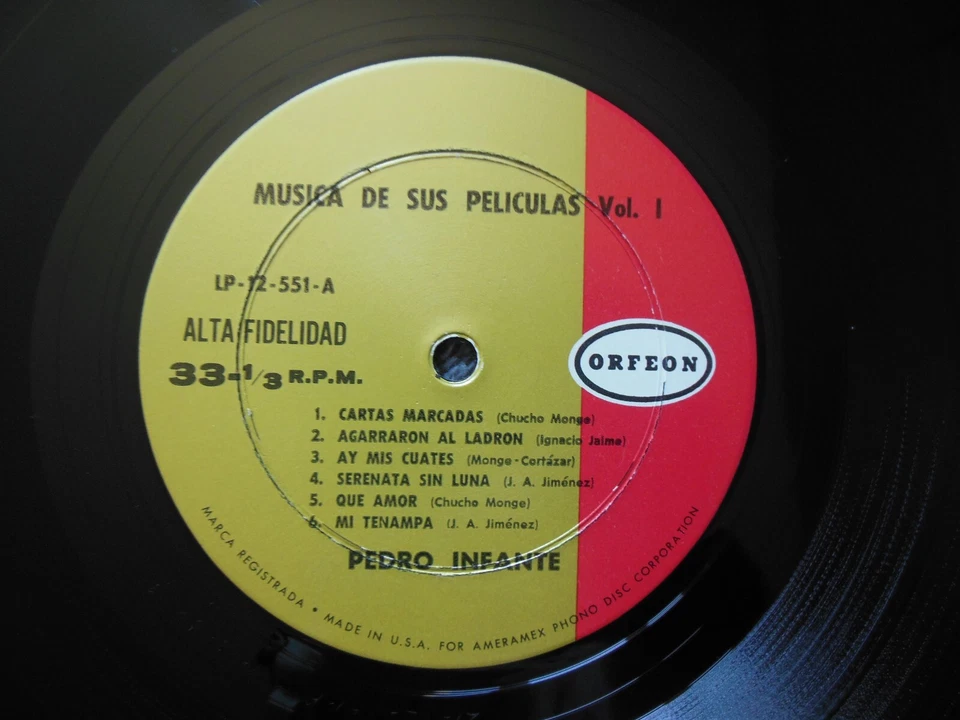 MUSICA DE SUS PELICULAS Vol. I
LP-12-551-A
ALTA FIDELIDAD
33-1/3 R.P.M.
ORFEON
1. CARTAS MARCADAS (Chucho Monge)
2. AGARRARON AL LADRON (Ignacio Jaime)
3. AY MIS CUATES (Monge-Cortázar)
4. SERENATA SIN LUNA (J. A. Jiménez)
5. QUE AMOR (Chucho Monge)
6. MI TENAMPA (J. A. Jiménez)
PEDRO INFANTE
MARCA REGISTRADA • MADE IN U.S.A. FOR AMERAMEX PHONO DISC CORPORATION